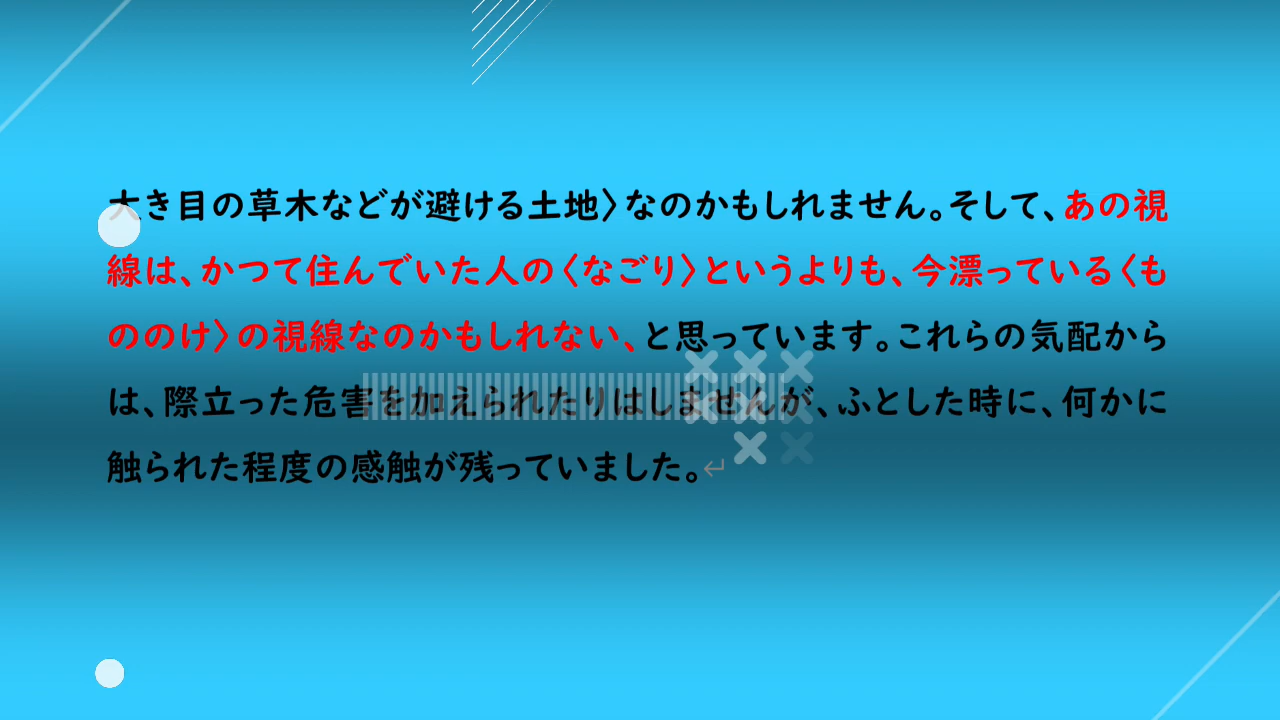 大き目の草木などが避ける土地〉なのかもしれません。そして、あの視
線は、かつて住んでいた人の〈なごり〉というよりも、今漂っている〈も
ののけ〉の視線なのかもしれない、と思っています。これらの気配から
は、際立った危害を加えられたりはしませんが、ふとした時に、何かに
触られた程度の感触が残っていました。↵